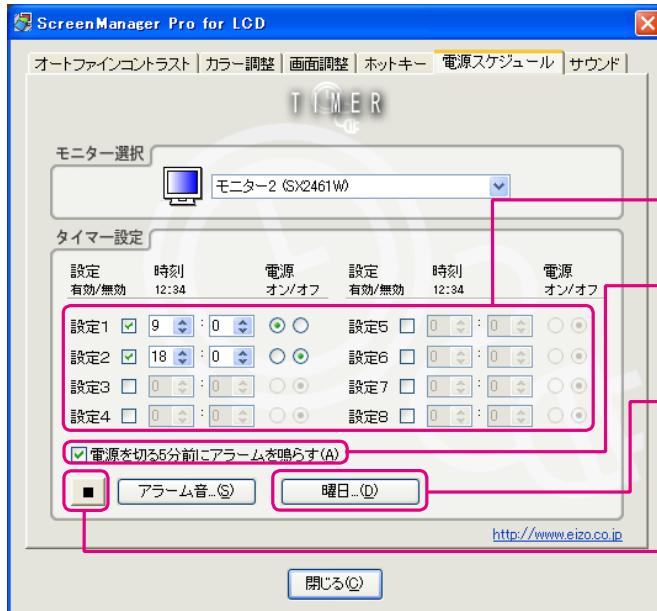 ScreenManager Pro for LCD
オートファインコントラスト カラー調整 画面調整 ホットキー 電源スケジュール サウンド
TIMER
モニター選択
モニター2 (SX2461W)
タイマー設定
設定 時刻 電源 設定 時刻 電源
有効/無効 12:34 オン/オフ 有効/無効 12:34 オン/オフ
設定1 9 : 0 設定5 0 : 0
設定2 18 : 0 設定6 0 : 0
設定3 0 : 0 設定7 0 : 0
設定4 0 : 0 設定8 0 : 0
電源を切る5分前にアラームを鳴らす(A)
アラーム音...(S) 曜日...(D)
http://www.eizo.co.jp
閉じる(C)